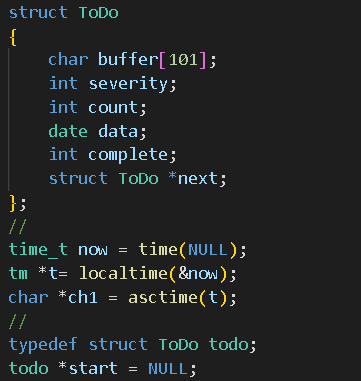 struct ToDo
{
    char buffer[101];
    int severity;
    int count;
    date data;
    int complete;
    struct ToDo *next;
};
//
time_t now = time(NULL);
tm *t= localtime(&now);
char *ch1 = asctime(t);
//
typedef struct ToDo todo;
todo *start = NULL;